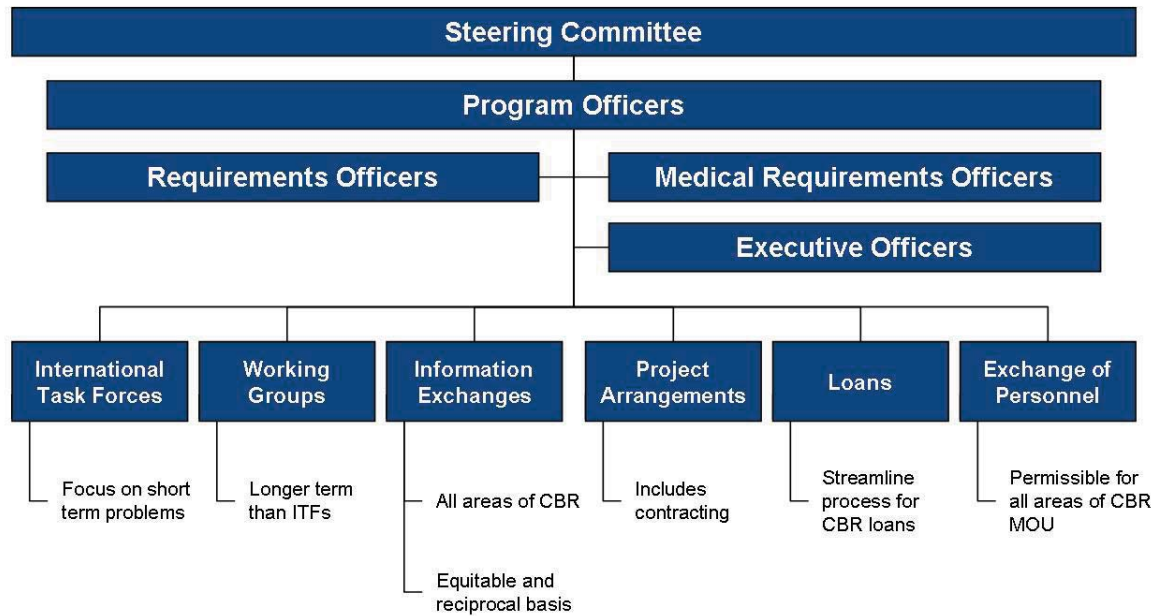 Steering Committee
Program Officers
Requirements Officers
Medical Requirements Officers
Executive Officers
International
Task Forces
Working
Groups
Information
Exchanges
Project
Arrangements
Loans
Exchange of
Personnel
Focus on short
term problems
Longer term
than ITFs
All areas of CBR
Equitable and
reciprocal basis
Includes
contracting
Streamline
process for
CBR loans
Permissible for
all areas of CBR
MOU